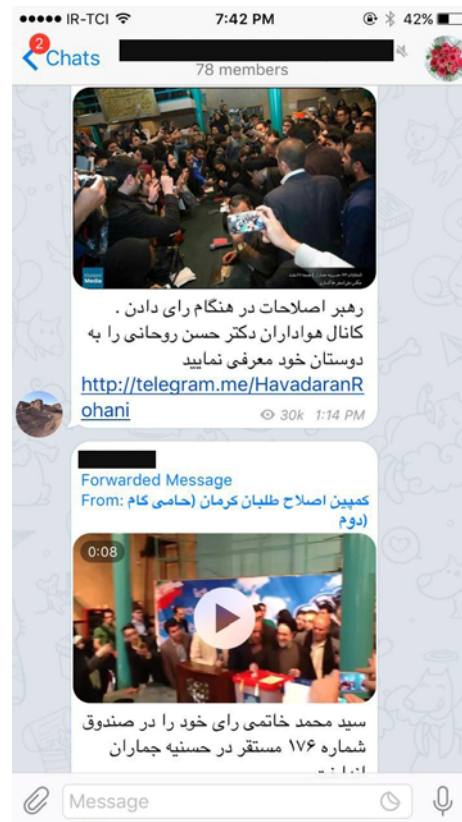 IR-TCI
7:42 PM
42%
2
Chats
78 members
Khatami
Media
رهبر اصلاحات در هنگام رای دادن .
کانال هواداران دکتر حسن روحانی را به
دوستان خود معرفی نمایید
http://telegram.me/HavadaranR
ohani
30k 1:14 PM
Forwarded Message
From: کمپین اصلاح طلبان کرمان (حامی گام
دوم)
0:08
سید محمد خاتمی رای خود را در صندوق
شماره ۱۷۶ مستقر در حسنیه جماران
Message